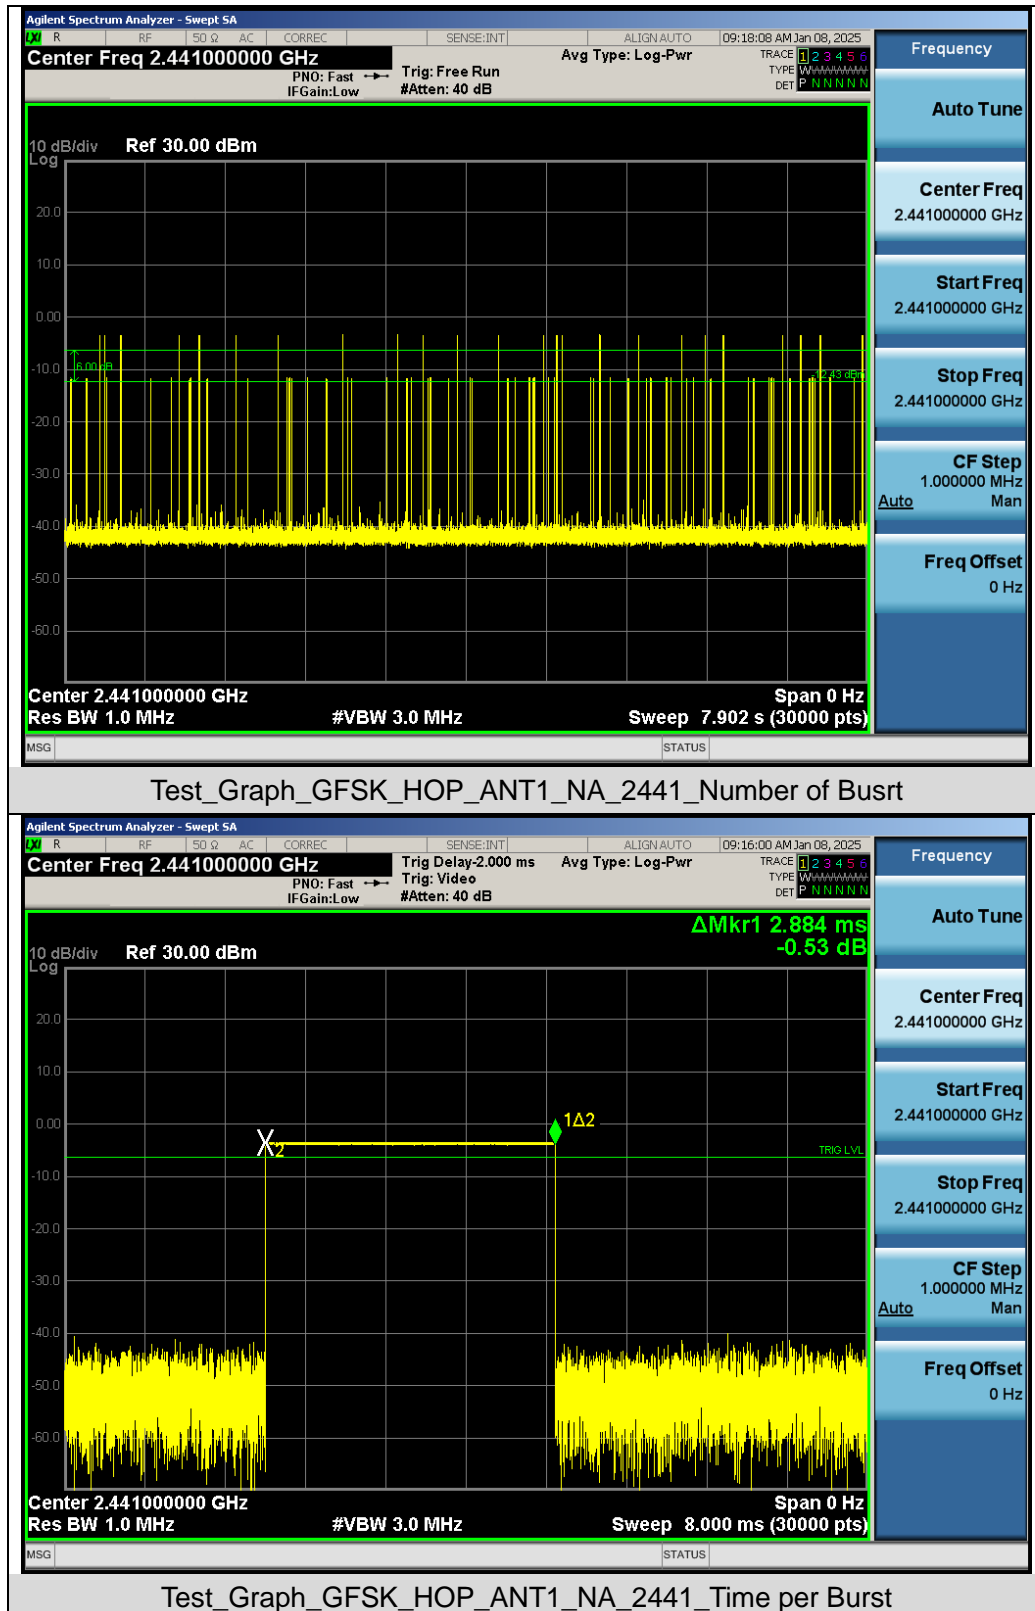 Agilent Spectrum Analyzer - Swept SA
LXI R RF 50 Ω AC CORREC SENSE:INT ALIGN AUTO 09:18:08 AM Jan 08, 2025
Center Freq 2.441000000 GHz
PNO: Fast
IFGain:Low
Trig: Free Run
#Atten: 40 dB
Avg Type: Log-Pwr
TRACE 1 2 3 4 5 6
TYPE
DET P N N N N N
Frequency
Auto Tune
Center Freq
2.441000000 GHz
Start Freq
2.441000000 GHz
Stop Freq
2.441000000 GHz
CF Step
1.000000 MHz
Auto Man
Freq Offset
0 Hz
10 dB/div Ref 30.00 dBm
Log
20.0
10.0
0.00
6.00 dB
-10.0
-12.43 dBm
-20.0
-30.0
-40.0
-50.0
-60.0
Center 2.441000000 GHz Span 0 Hz
Res BW 1.0 MHz #VBW 3.0 MHz Sweep 7.902 s (30000 pts)
MSG STATUS
Test_Graph_GFSK_HOP_ANT1_NA_2441_Number of Busrt
Agilent Spectrum Analyzer - Swept SA
LXI R RF 50 Ω AC CORREC SENSE:INT ALIGN AUTO 09:16:00 AM Jan 08, 2025
Center Freq 2.441000000 GHz
PNO: Fast
IFGain:Low
Trig Delay-2.000 ms
Trig: Video
#Atten: 40 dB
Avg Type: Log-Pwr
TRACE 1 2 3 4 5 6
TYPE
DET P N N N N N
Frequency
Auto Tune
Center Freq
2.441000000 GHz
Start Freq
2.441000000 GHz
Stop Freq
2.441000000 GHz
CF Step
1.000000 MHz
Auto Man
Freq Offset
0 Hz
ΔMkr1 2.884 ms
-0.53 dB
10 dB/div Ref 30.00 dBm
Log
20.0
10.0
0.00
1Δ2
2
TRIG LVL
-10.0
-20.0
-30.0
-40.0
-50.0
-60.0
Center 2.441000000 GHz Span 0 Hz
Res BW 1.0 MHz #VBW 3.0 MHz Sweep 8.000 ms (30000 pts)
MSG STATUS
Test_Graph_GFSK_HOP_ANT1_NA_2441_Time per Burst